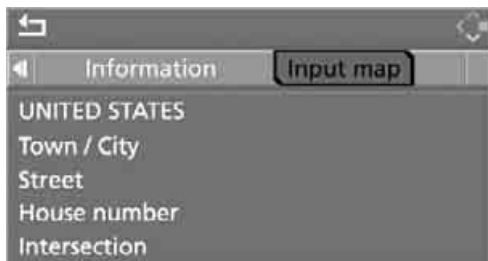 Information Input map
UNITED STATES
Town / City
Street
House number
Intersection